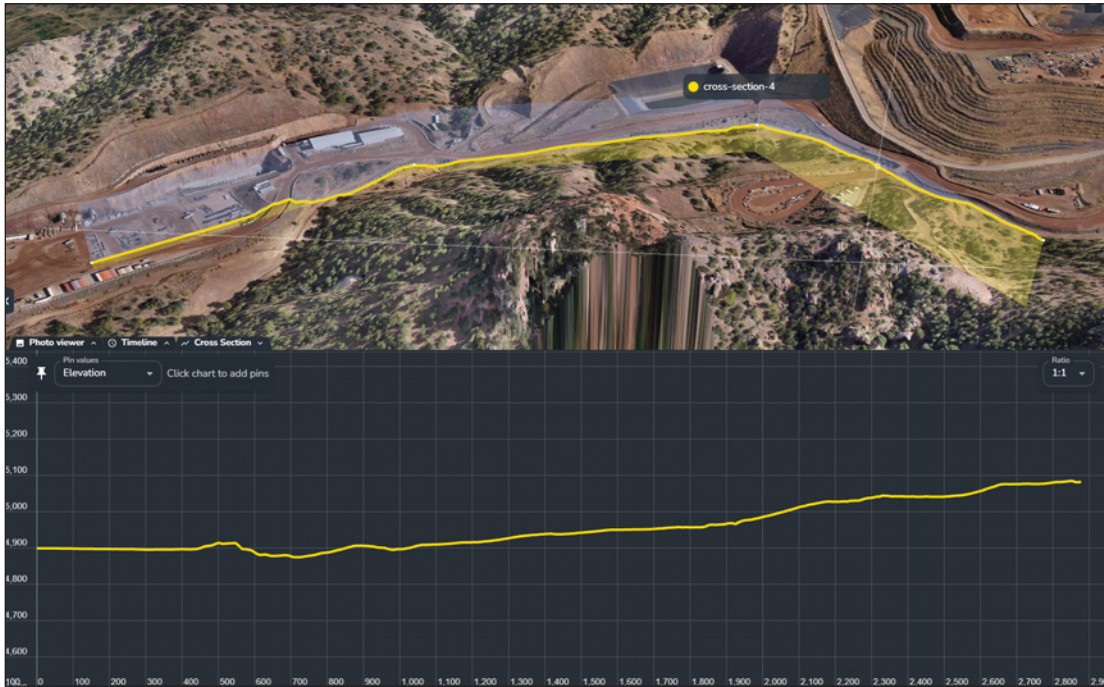 cross-section-4
Photo viewer Timeline Cross Section
5,400
Pin values
Elevation
Click chart to add pins
Ratio
1:1
5,300
5,200
5,100
5,000
4,900
4,800
4,700
4,600
100 0 100 200 300 400 500 600 700 800 900 1,000 1,100 1,200 1,300 1,400 1,500 1,600 1,700 1,800 1,900 2,000 2,100 2,200 2,300 2,400 2,500 2,600 2,700 2,800 2,9